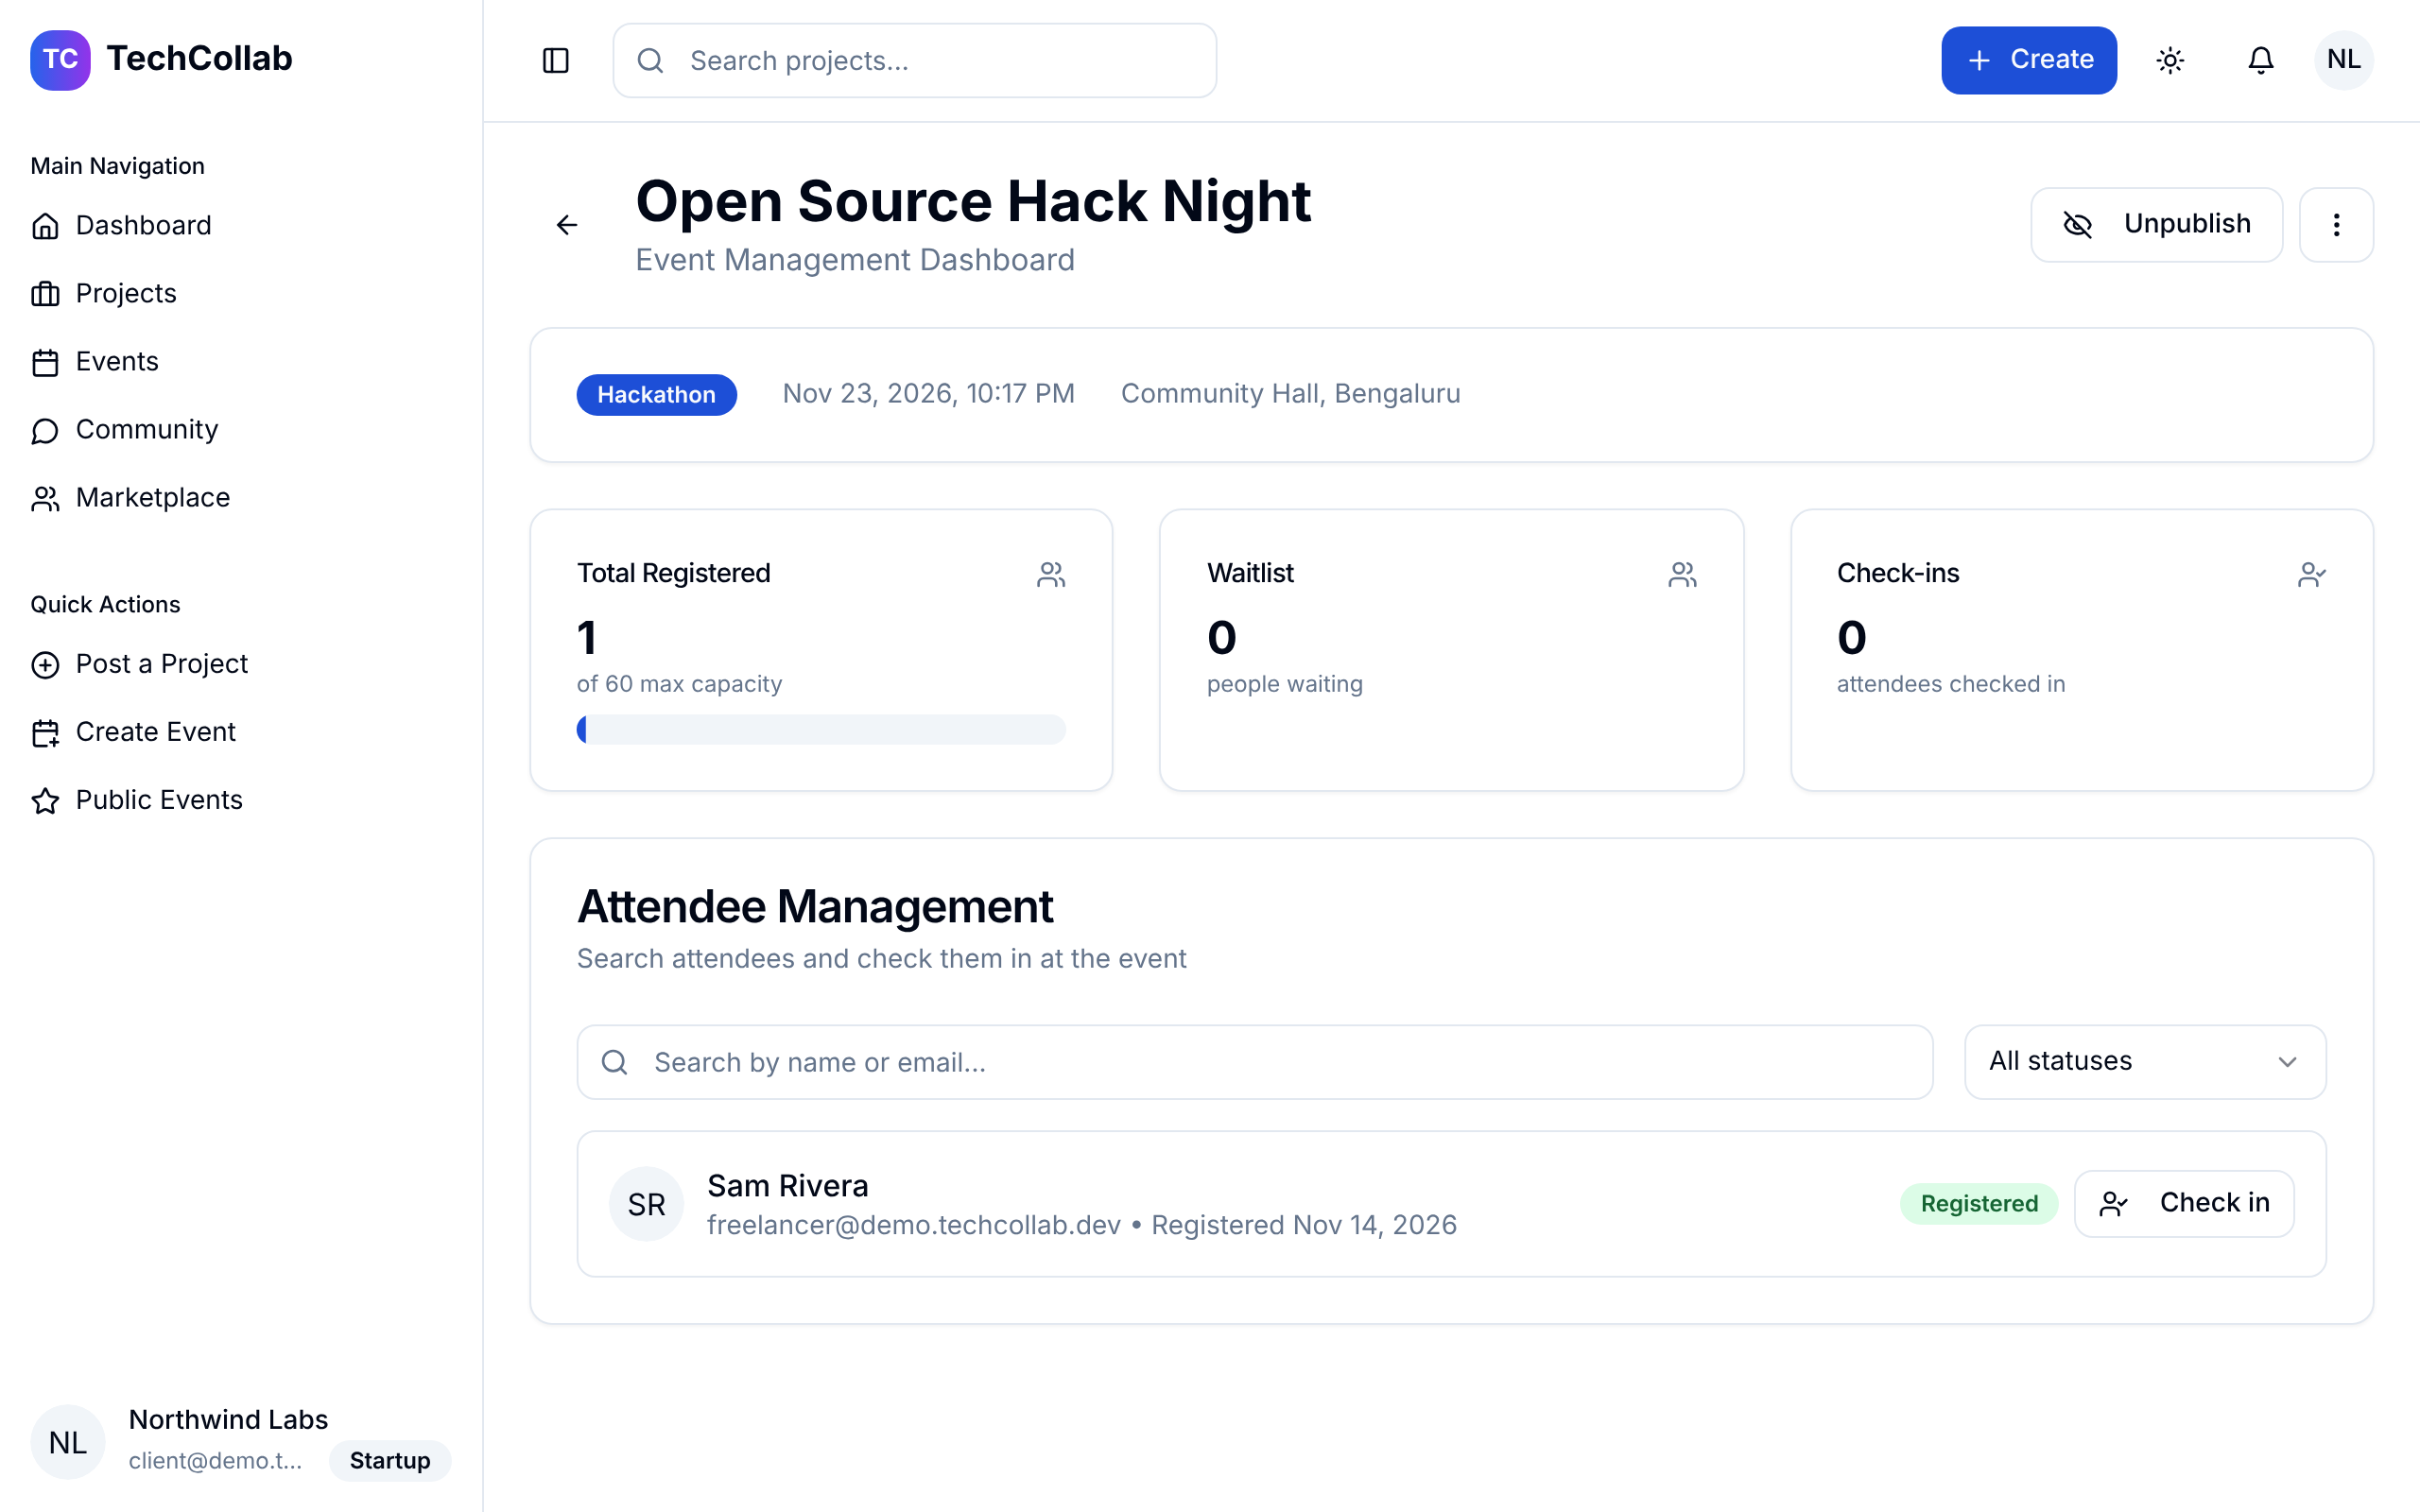 TC TechCollab
Search projects...
Create
NL
Main Navigation
Dashboard
Projects
Events
Community
Marketplace
Quick Actions
Post a Project
Create Event
Public Events
Open Source Hack Night
Event Management Dashboard
Unpublish
Hackathon Nov 23, 2026, 10:17 PM Community Hall, Bengaluru
Total Registered
1
of 60 max capacity
Waitlist
0
people waiting
Check-ins
0
attendees checked in
Attendee Management
Search attendees and check them in at the event
Search by name or email...
All statuses
SR
Sam Rivera
freelancer@demo.techcollab.dev • Registered Nov 14, 2026
Registered
Check in
NL
Northwind Labs
client@demo.t...
Startup